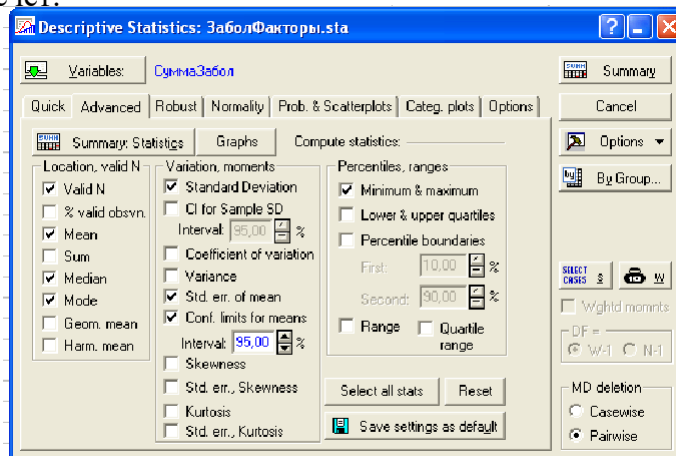 счет.
Descriptive Statistics: ЗаболФакторы.sta
Variables: СуммаЗабол
Summary
Quick Advanced Robust Normality Prob. & Scatterplots Categ. plots Options
Cancel
Summary: Statistics Graphs Compute statistics:
Options
By Group...
Location, valid N
Valid N
% valid obsvn.
Mean
Sum
Median
Mode
Geom. mean
Harm. mean
Variation, moments
Standard Deviation
CI for Sample SD
Interval: 95,00 %
Coefficient of variation
Variance
Std. err. of mean
Conf. limits for means
Interval: 95,00 %
Skewness
Std. err., Skewness
Kurtosis
Std. err., Kurtosis
Percentiles, ranges
Minimum & maximum
Lower & upper quartiles
Percentile boundaries
First: 10,00 %
Second: 90,00 %
Range Quartile range
Select all stats Reset
Save settings as default
SELECT CASES S W
Wghtd momnts
DF =
W-1 N-1
MD deletion
Casewise
Pairwise